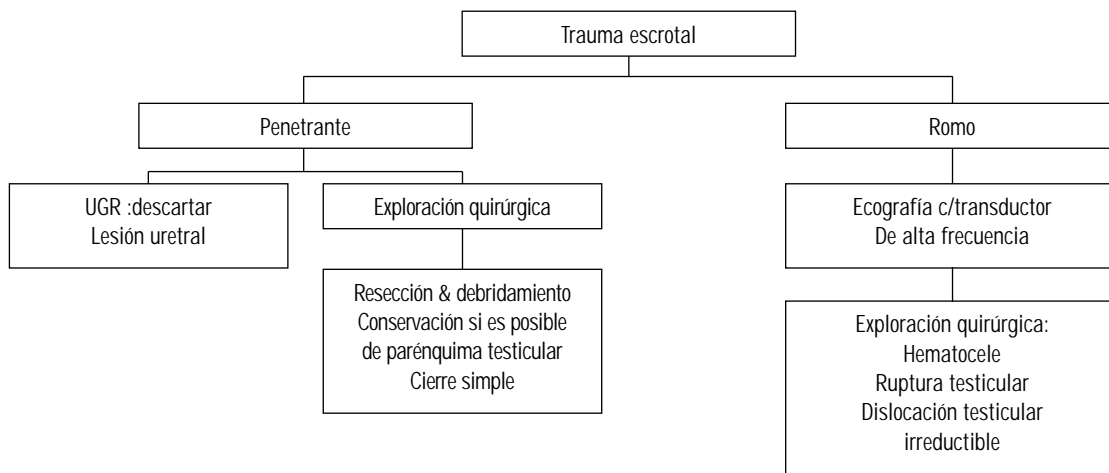 Trauma escrotal
Penetrante
Romo
UGR :descartar
Lesión uretral
Exploración quirúrgica
Ecografía c/transductor
De alta frecuencia
Resección & debridamiento
Conservación si es posible
de parénquima testicular
Cierre simple
Exploración quirúrgica:
Hematocele
Ruptura testicular
Dislocación testicular
irreductible